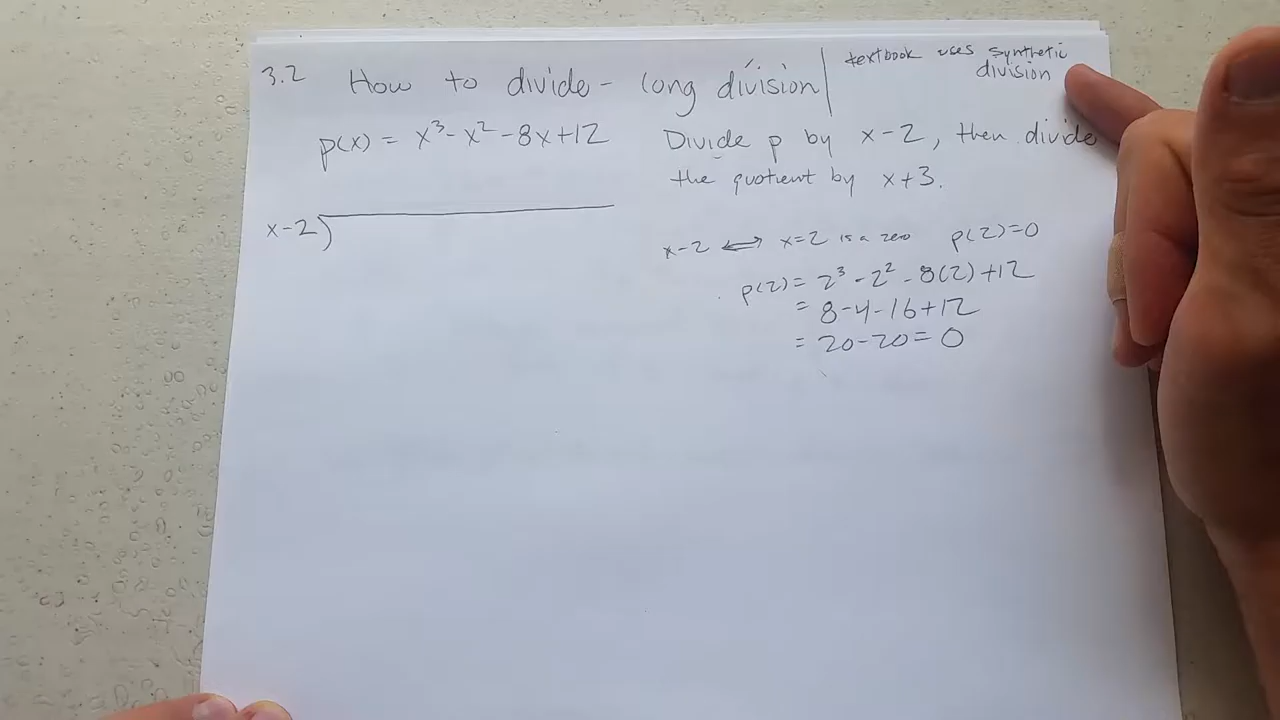 3.2 How to divide - long division
textbook uses synthetic
division
p(x) = x³ - x² - 8x + 12
Divide p by x - 2, then divide
the quotient by x + 3.
x - 2 )
x - 2 ⟺ x = 2 is a zero p(2) = 0
p(2) = 2³ - 2² - 8(2) + 12
= 8 - 4 - 16 + 12
= 20 - 20 = 0